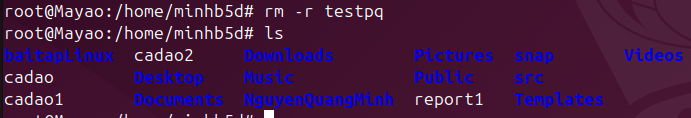 root@Mayao:/home/minhb5d# rm -r testpq
root@Mayao:/home/minhb5d# ls
baitapLinux cadao2 Downloads Pictures snap Videos
cadao Desktop Music Public src
cadao1 Documents NguyenQuangMinh report1 Templates
root@Mayao:/home/minhb5d#